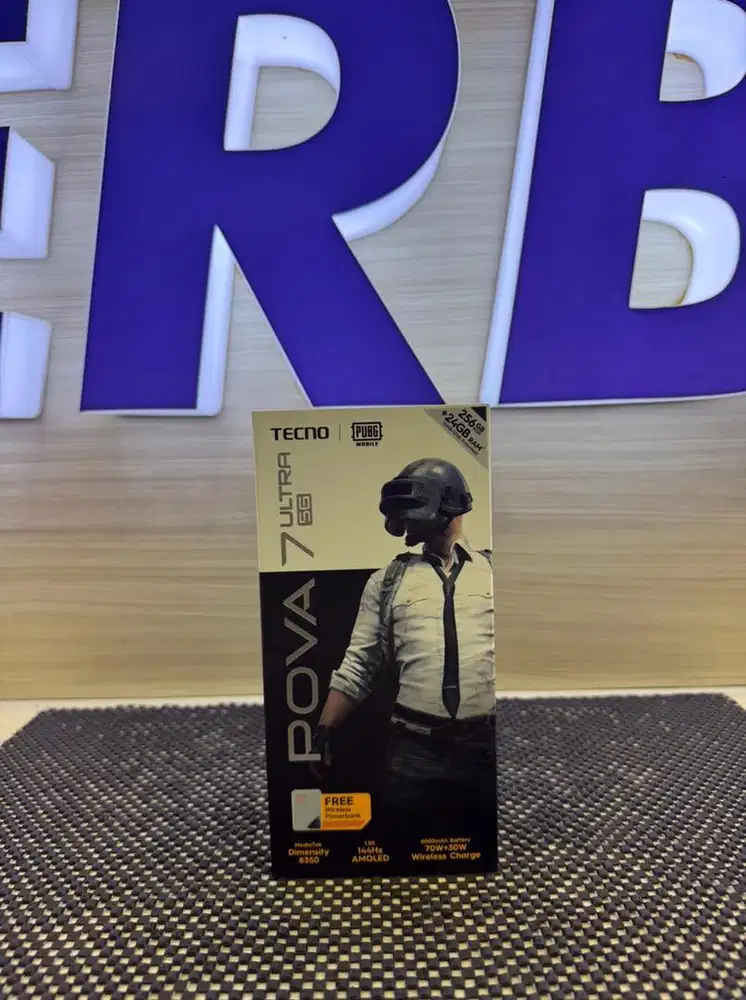 ERB
TECNO
PUBG
MOBILE
256GB
+24GB RAM*
POVA 7 ULTRA
5G
FREE
Wireless
Powerbank
MediaTek
Dimensity
8350
1.5K
144Hz
AMOLED
6000mAh Battery
70W+30W
Wireless Charge